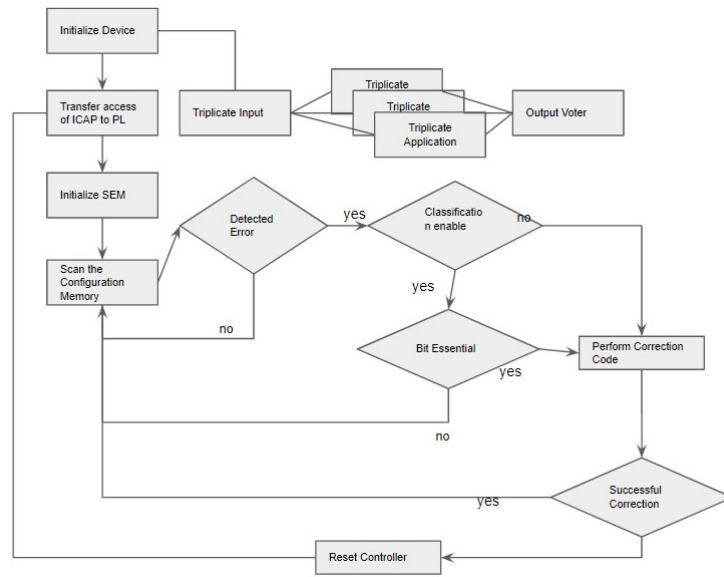 Initialize Device
Transfer access
of ICAP to PL
Triplicate Input
Triplicate
Triplicate
Triplicate
Application
Output Voter
Initialize SEM
Detected
Error
yes
Classificatio
n enable
no
Scan the
Configuration
Memory
yes
no
Bit Essential
yes
Perform Correction
Code
no
Successful
Correction
yes
Reset Controller